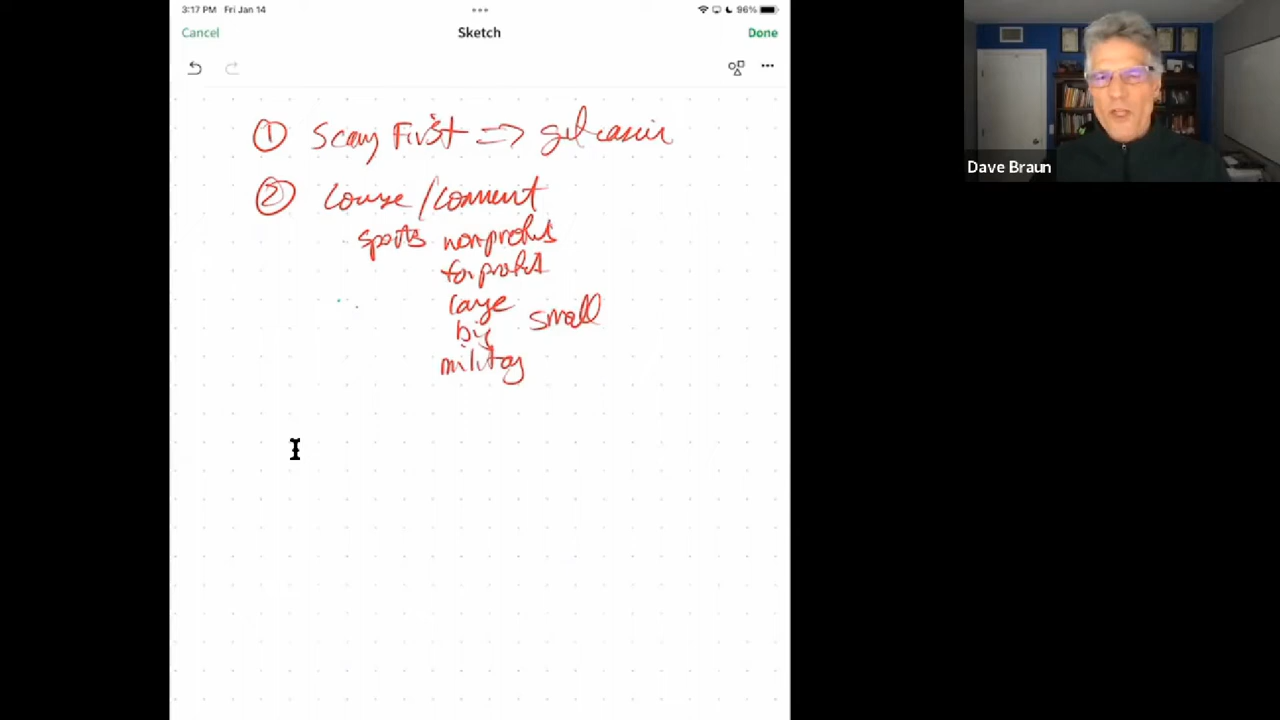 3:17 PM Fri Jan 14
96%
Cancel Sketch Done
① Scary First ⇒ get easier
② Course/Comment
sports nonprofits
for profit
large
big small
military
Dave Braun